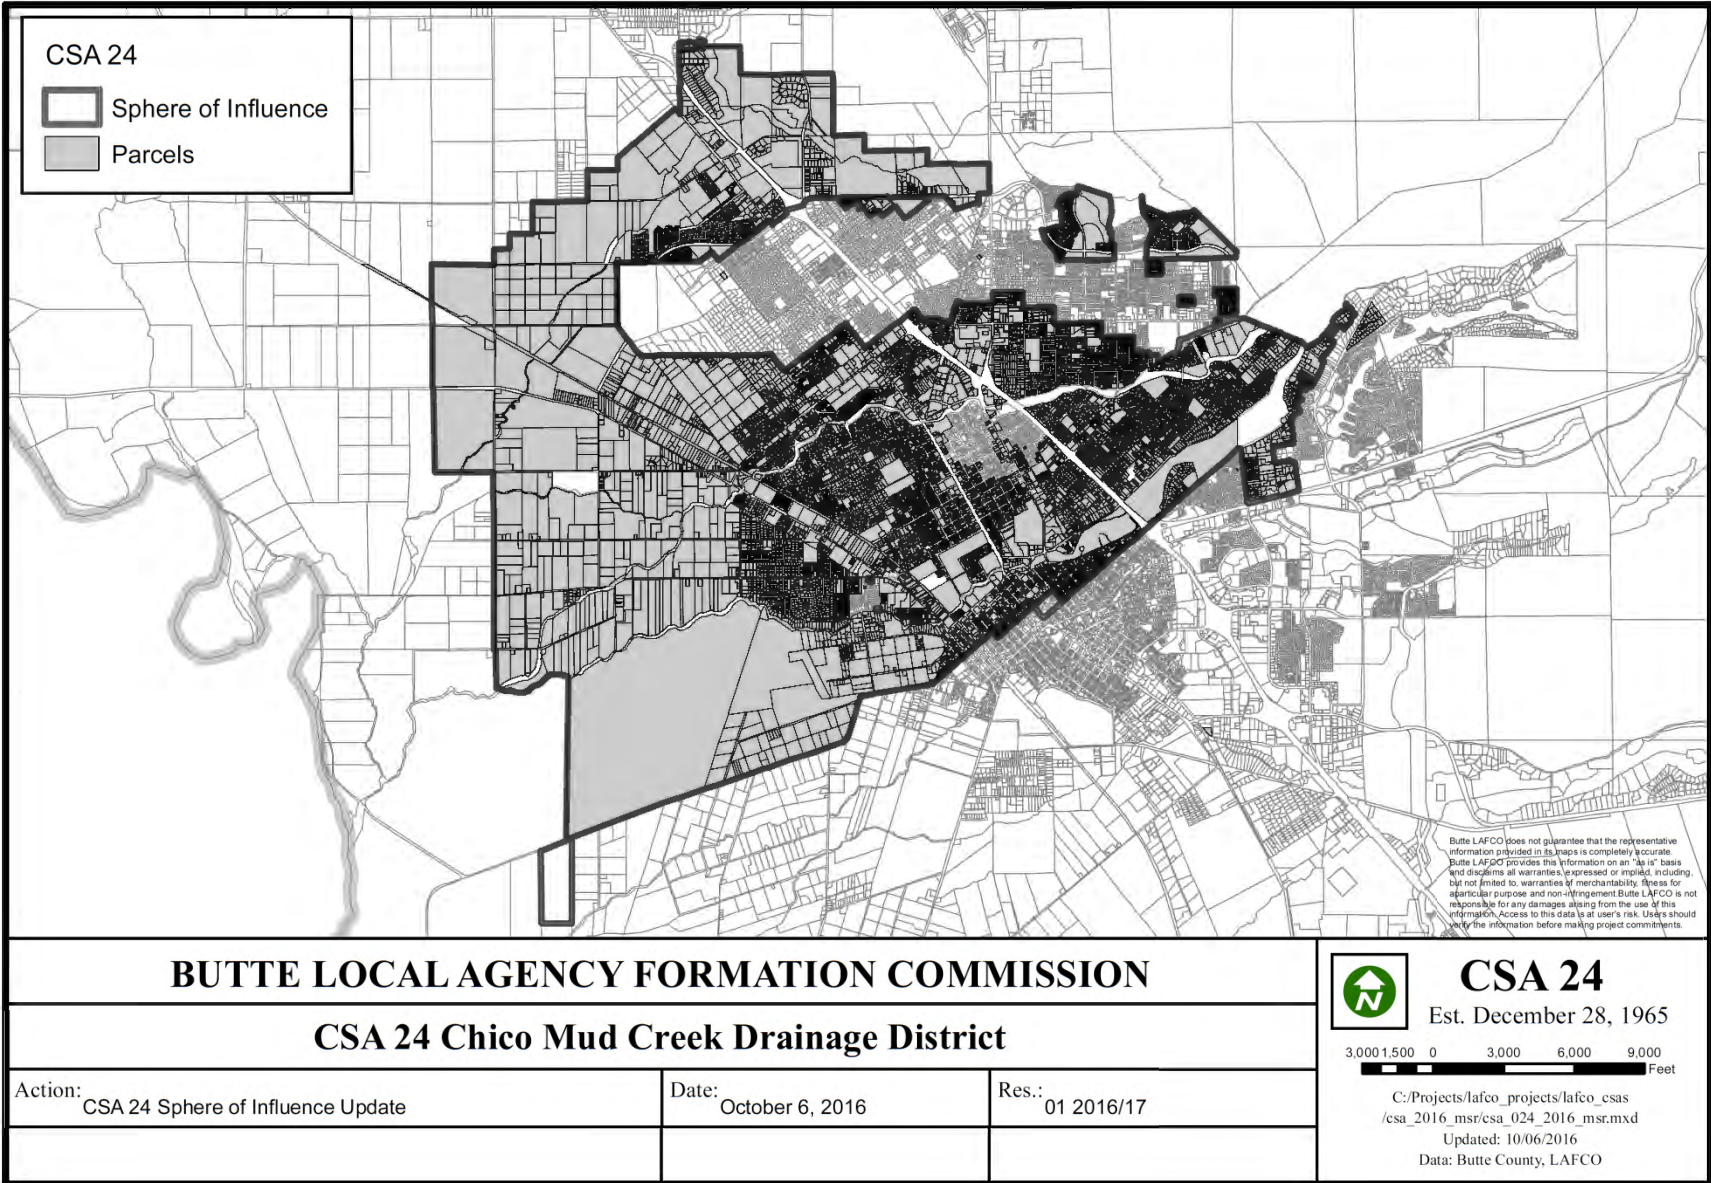 CSA 24
Sphere of Influence
Parcels
Butte LAFCO does not guarantee that the representative
information provided in its maps is completely accurate.
Butte LAFCO provides this information on an "as is" basis
and disclaims all warranties, expressed or implied, including,
but not limited to, warranties of merchantability, fitness for
aparticular purpose and non-infringement.Butte LAFCO is not
responsible for any damages arising from the use of this
information. Access to this data is at user's risk. Users should
verify the information before making project commitments.
BUTTE LOCAL AGENCY FORMATION COMMISSION
CSA 24 Chico Mud Creek Drainage District
Action: CSA 24 Sphere of Influence Update
Date: October 6, 2016
Res.: 01 2016/17
N
CSA 24
Est. December 28, 1965
3,000 1,500 0 3,000 6,000 9,000
Feet
C:/Projects/lafco_projects/lafco_csas
/csa_2016_msr/csa_024_2016_msr.mxd
Updated: 10/06/2016
Data: Butte County, LAFCO